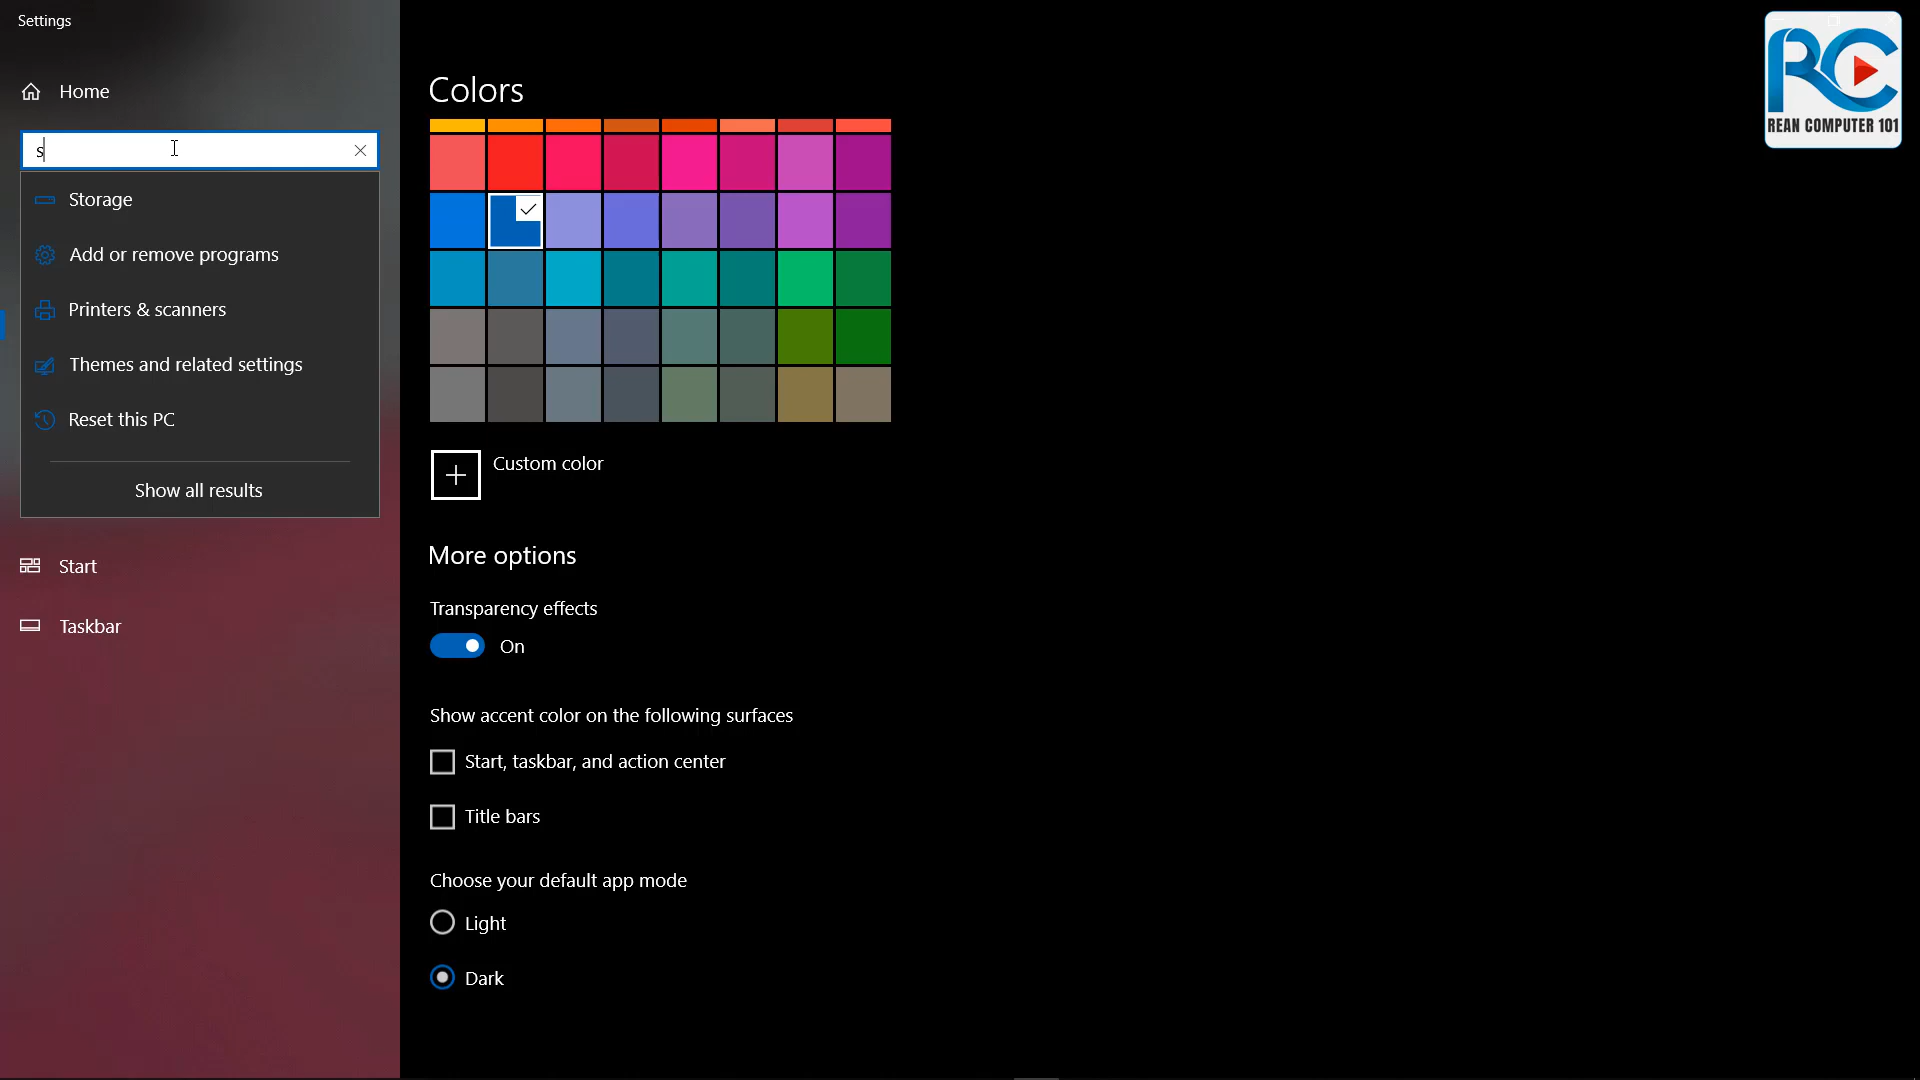 Settings
Home
s
Storage
Add or remove programs
Printers & scanners
Themes and related settings
Reset this PC
Show all results
Start
Taskbar
Colors
Custom color
More options
Transparency effects
On
Show accent color on the following surfaces
Start, taskbar, and action center
Title bars
Choose your default app mode
Light
Dark
RC
REAN COMPUTER 101